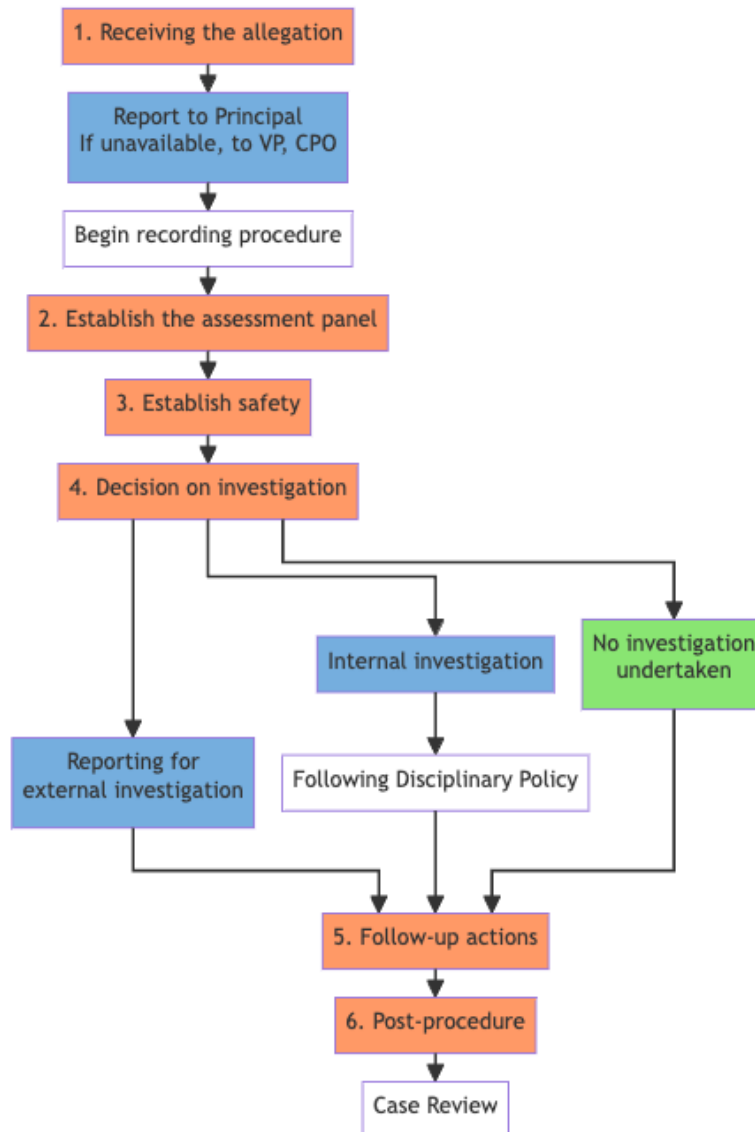 1. Receiving the allegation
Report to Principal
If unavailable, to VP, CPO
Begin recording procedure
2. Establish the assessment panel
3. Establish safety
4. Decision on investigation
No investigation
undertaken
Internal investigation
Reporting for
external investigation
Following Disciplinary Policy
5. Follow-up actions
6. Post-procedure
Case Review